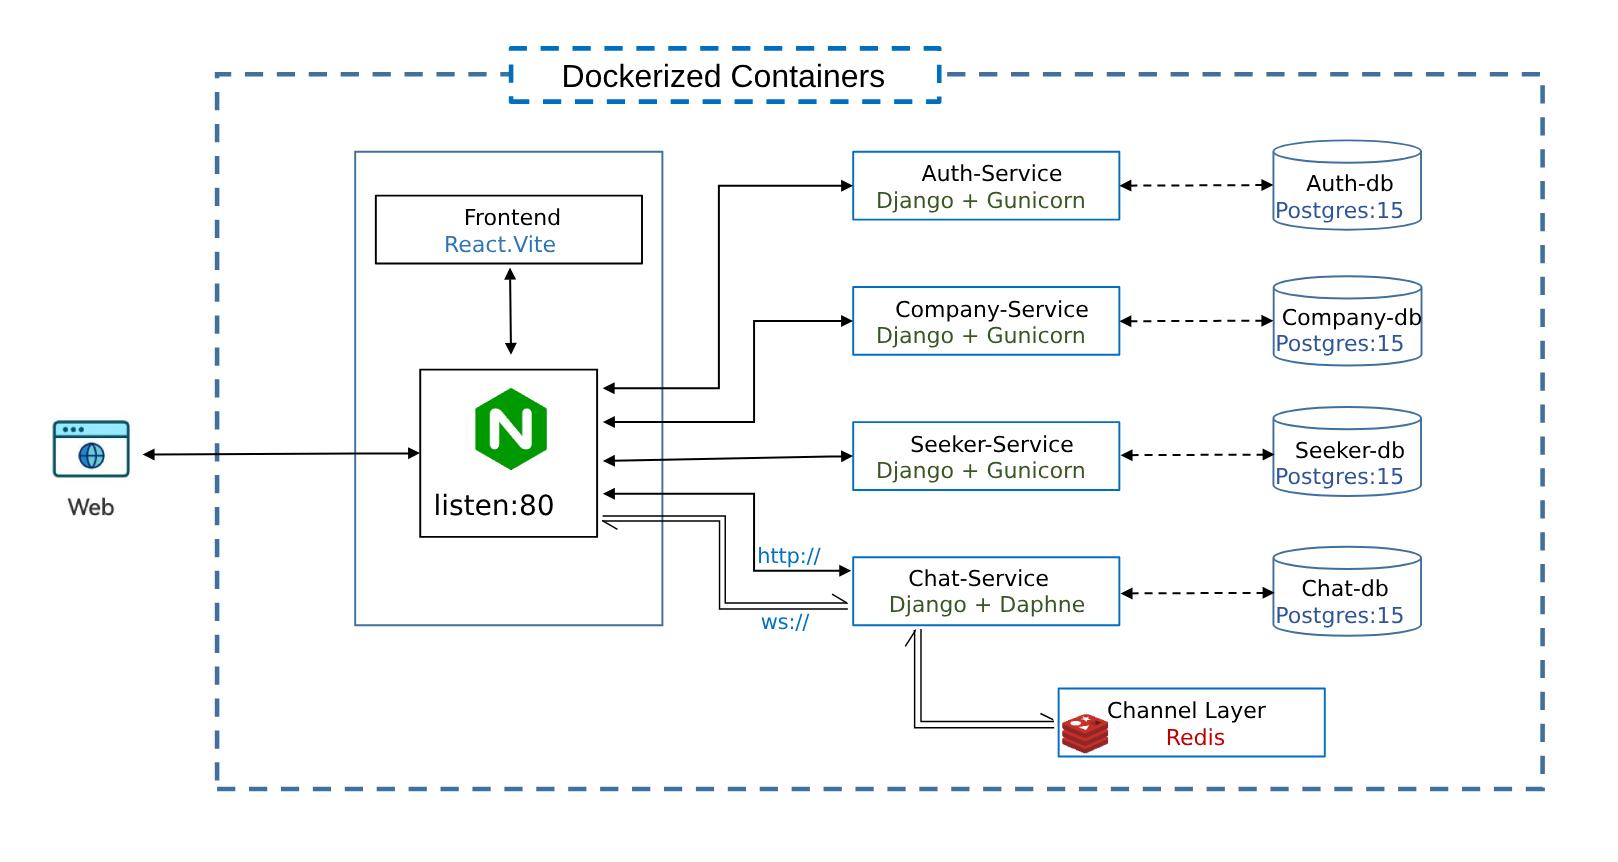 Dockerized Containers
Frontend
React.Vite
listen:80
Web
Auth-Service
Django + Gunicorn
Auth-db
Postgres:15
Company-Service
Django + Gunicorn
Company-db
Postgres:15
Seeker-Service
Django + Gunicorn
Seeker-db
Postgres:15
http://
ws://
Chat-Service
Django + Daphne
Chat-db
Postgres:15
Channel Layer
Redis